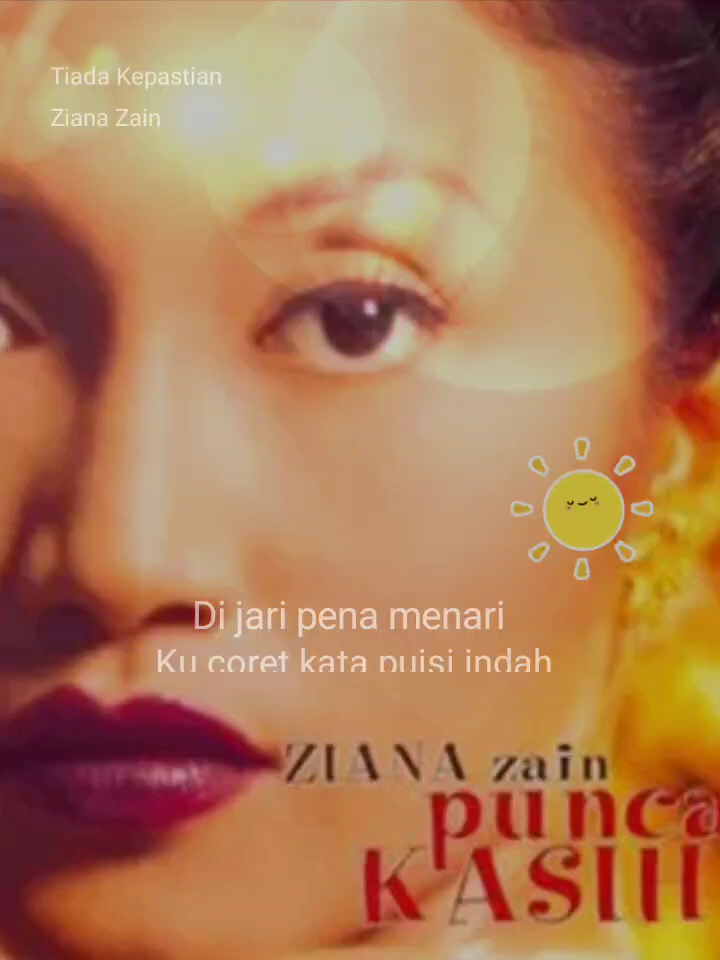 Tiada Kepastian
Ziana Zain
Di jari pena menari
Ku coret kata puisi indah
ZIANA zain
punca
KASIH